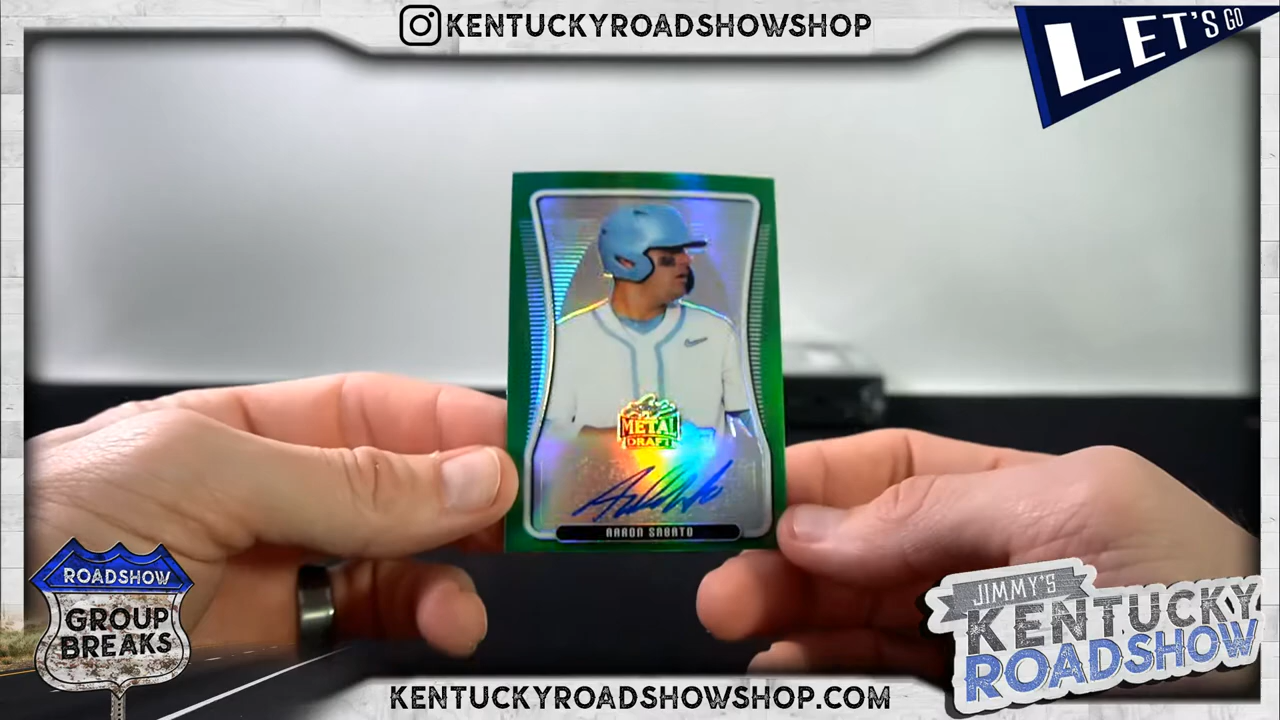 KENTUCKYROADSHOWSHOP
LET'S GO
METAL
DRAFT
AARON SABATO
ROADSHOW
GROUP
BREAKS
JIMMY'S
KENTUCKY
ROADSHOW
KENTUCKYROADSHOWSHOP.COM